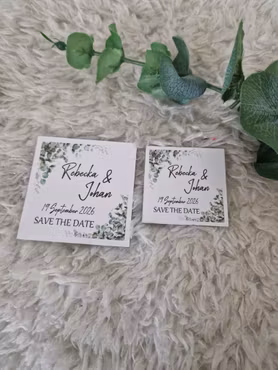 Rebecka
&
Johan
19 September 2026
SAVE THE DATE
Rebecka
&
Johan
19 September 2026
SAVE THE DATE